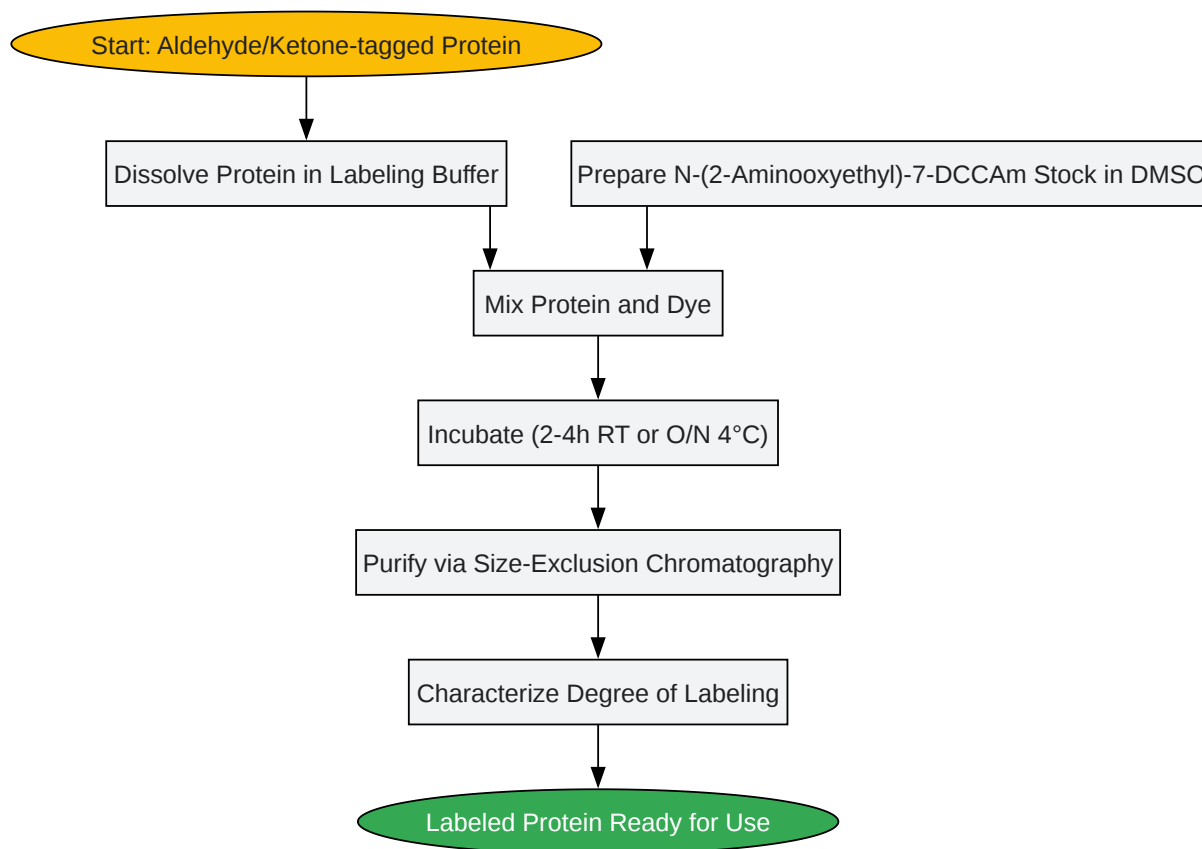 Start: Aldehyde/Ketone-tagged Protein
Dissolve Protein in Labeling Buffer
Prepare N-(2-Aminooxyethyl)-7-DCCAm Stock in DMSO
Mix Protein and Dye
Incubate (2-4h RT or O/N 4°C)
Purify via Size-Exclusion Chromatography
Characterize Degree of Labeling
Labeled Protein Ready for Use